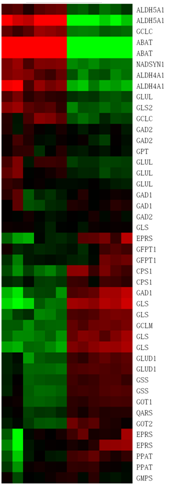 ALDH5A1
ALDH5A1
GCLC
ABAT
ABAT
NADSYN1
ALDH4A1
ALDH4A1
GLUL
GLS2
GCLC
GAD2
GAD2
GPT
GLUL
GLUL
GLUL
GAD1
GAD1
GAD2
GLS
EPRS
GFPT1
GFPT1
CPS1
CPS1
GAD1
GLS
GLS
GCLM
GLS
GLS
GLUD1
GLUD1
GSS
GSS
GOT1
QARS
GOT2
EPRS
EPRS
PPAT
PPAT
GMPS